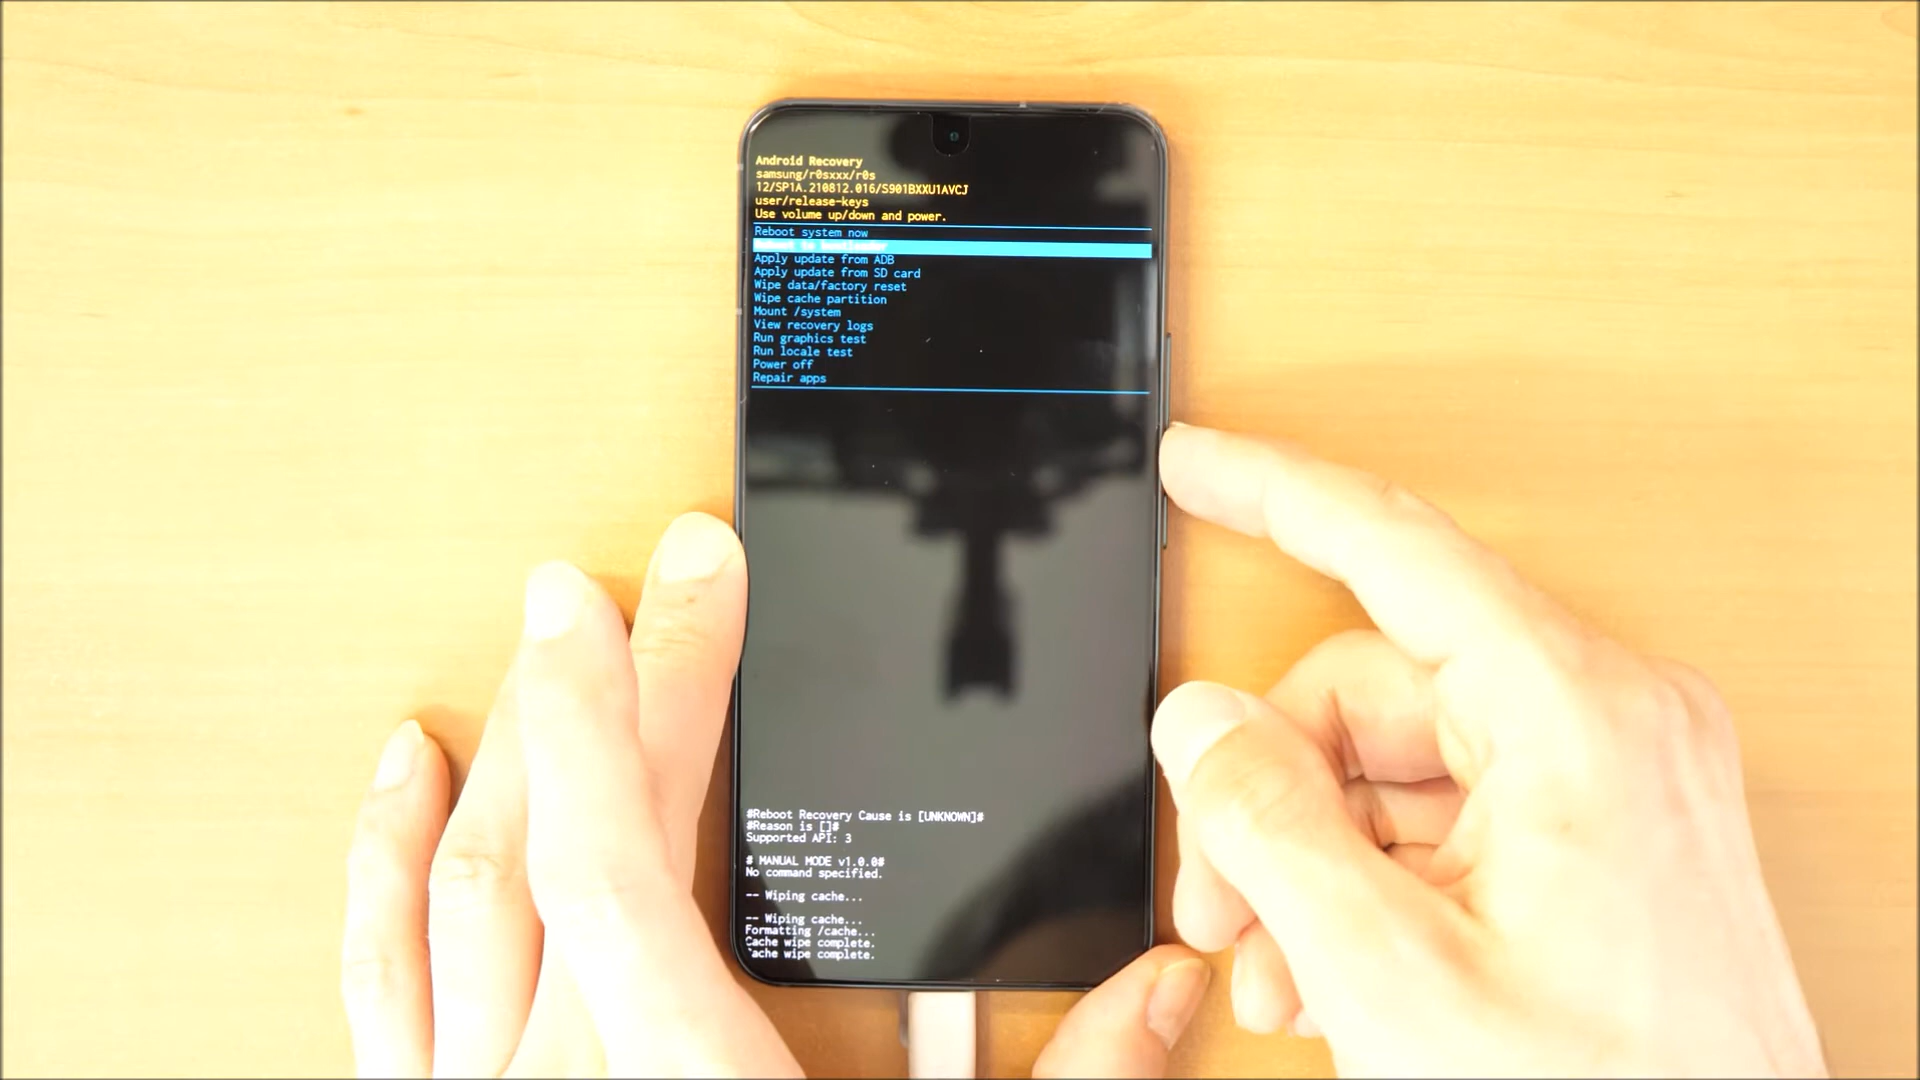 Android Recovery
samsung/r0sxxx/r0s
12/SP1A.210812.016/S901BXXU1AVCJ
user/release-keys
Use volume up/down and power.
Reboot system now
Reboot to bootloader
Apply update from ADB
Apply update from SD card
Wipe data/factory reset
Wipe cache partition
Mount /system
View recovery logs
Run graphics test
Run locale test
Power off
Repair apps
#Reboot Recovery Cause is [UNKNOWN]#
#Reason is []#
Supported API: 3
# MANUAL MODE v1.0.0#
No command specified.
-- Wiping cache...
-- Wiping cache...
Formatting /cache...
Cache wipe complete.
Cache wipe complete.